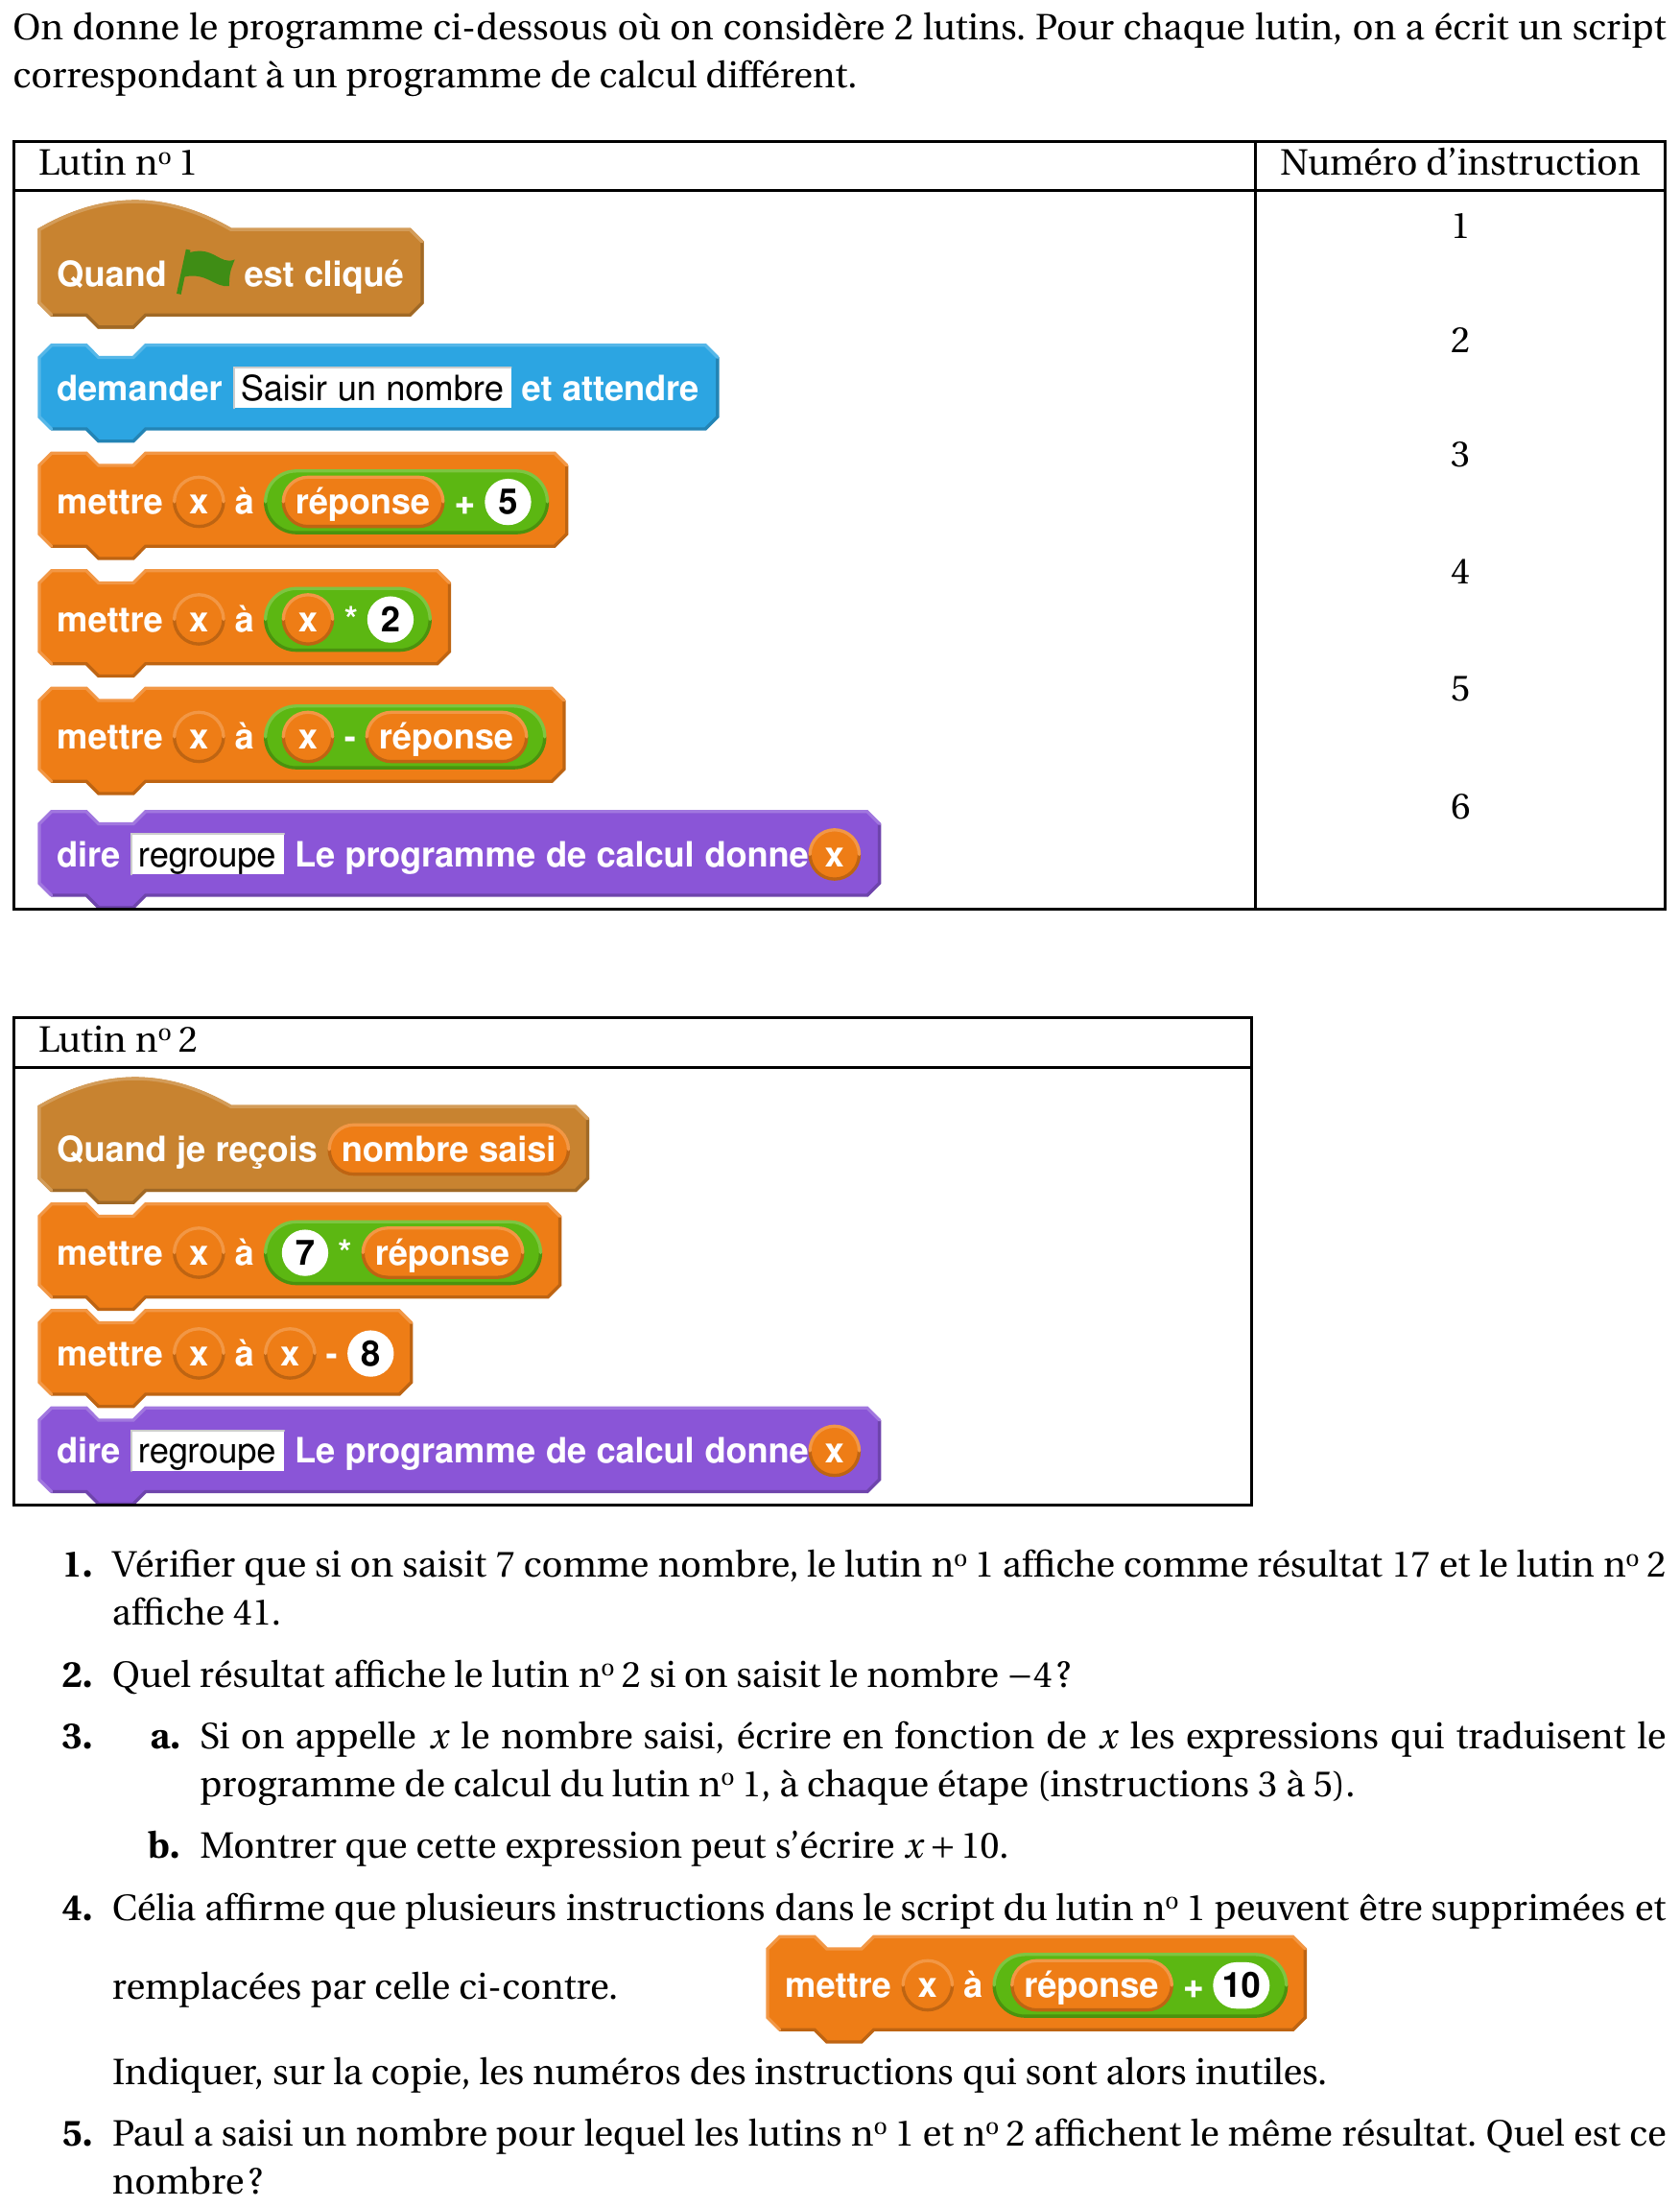 On donne le programme ci-dessous où on considère 2 lutins. Pour chaque lutin, on a écrit un script
correspondant à un programme de calcul différent.
Lutin nº 1 Numéro d'instruction
1
Quand est cliqué
2
demander Saisir un nombre et attendre
3
mettre x à réponse + 5
4
mettre x à x * 2
5
mettre x à x - réponse
6
dire regroupe Le programme de calcul donne x
Lutin nº 2
Quand je reçois nombre saisi
mettre x à 7 * réponse
mettre x à x - 8
dire regroupe Le programme de calcul donne x
1. Vérifier que si on saisit 7 comme nombre, le lutin nº 1 affiche comme résultat 17 et le lutin nº 2
affiche 41.
2. Quel résultat affiche le lutin nº 2 si on saisit le nombre −4 ?
3. a. Si on appelle x le nombre saisi, écrire en fonction de x les expressions qui traduisent le
programme de calcul du lutin nº 1, à chaque étape (instructions 3 à 5).
b. Montrer que cette expression peut s'écrire x + 10.
4. Célia affirme que plusieurs instructions dans le script du lutin nº 1 peuvent être supprimées et
remplacées par celle ci-contre. mettre x à réponse + 10
Indiquer, sur la copie, les numéros des instructions qui sont alors inutiles.
5. Paul a saisi un nombre pour lequel les lutins nº 1 et nº 2 affichent le même résultat. Quel est ce
nombre ?